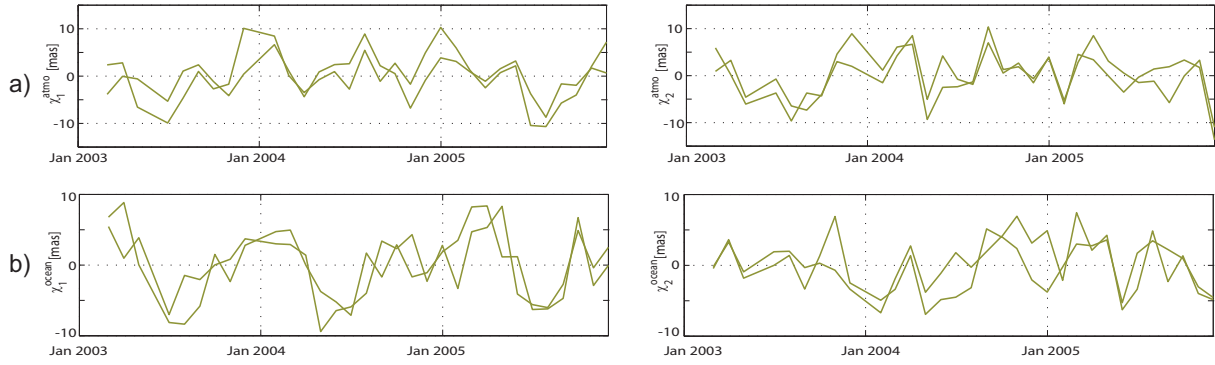 a)
χ₁ᵃᵗᵐᵒ [mas]
10
0
-10
Jan 2003
Jan 2004
Jan 2005
χ₂ᵃᵗᵐᵒ [mas]
10
0
-10
Jan 2003
Jan 2004
Jan 2005
b)
χ₁ᵒᶜᵉᵃⁿ[mas]
10
0
-10
Jan 2003
Jan 2004
Jan 2005
χ₂ᵒᶜᵉᵃⁿ[mas]
10
0
-10
Jan 2003
Jan 2004
Jan 2005